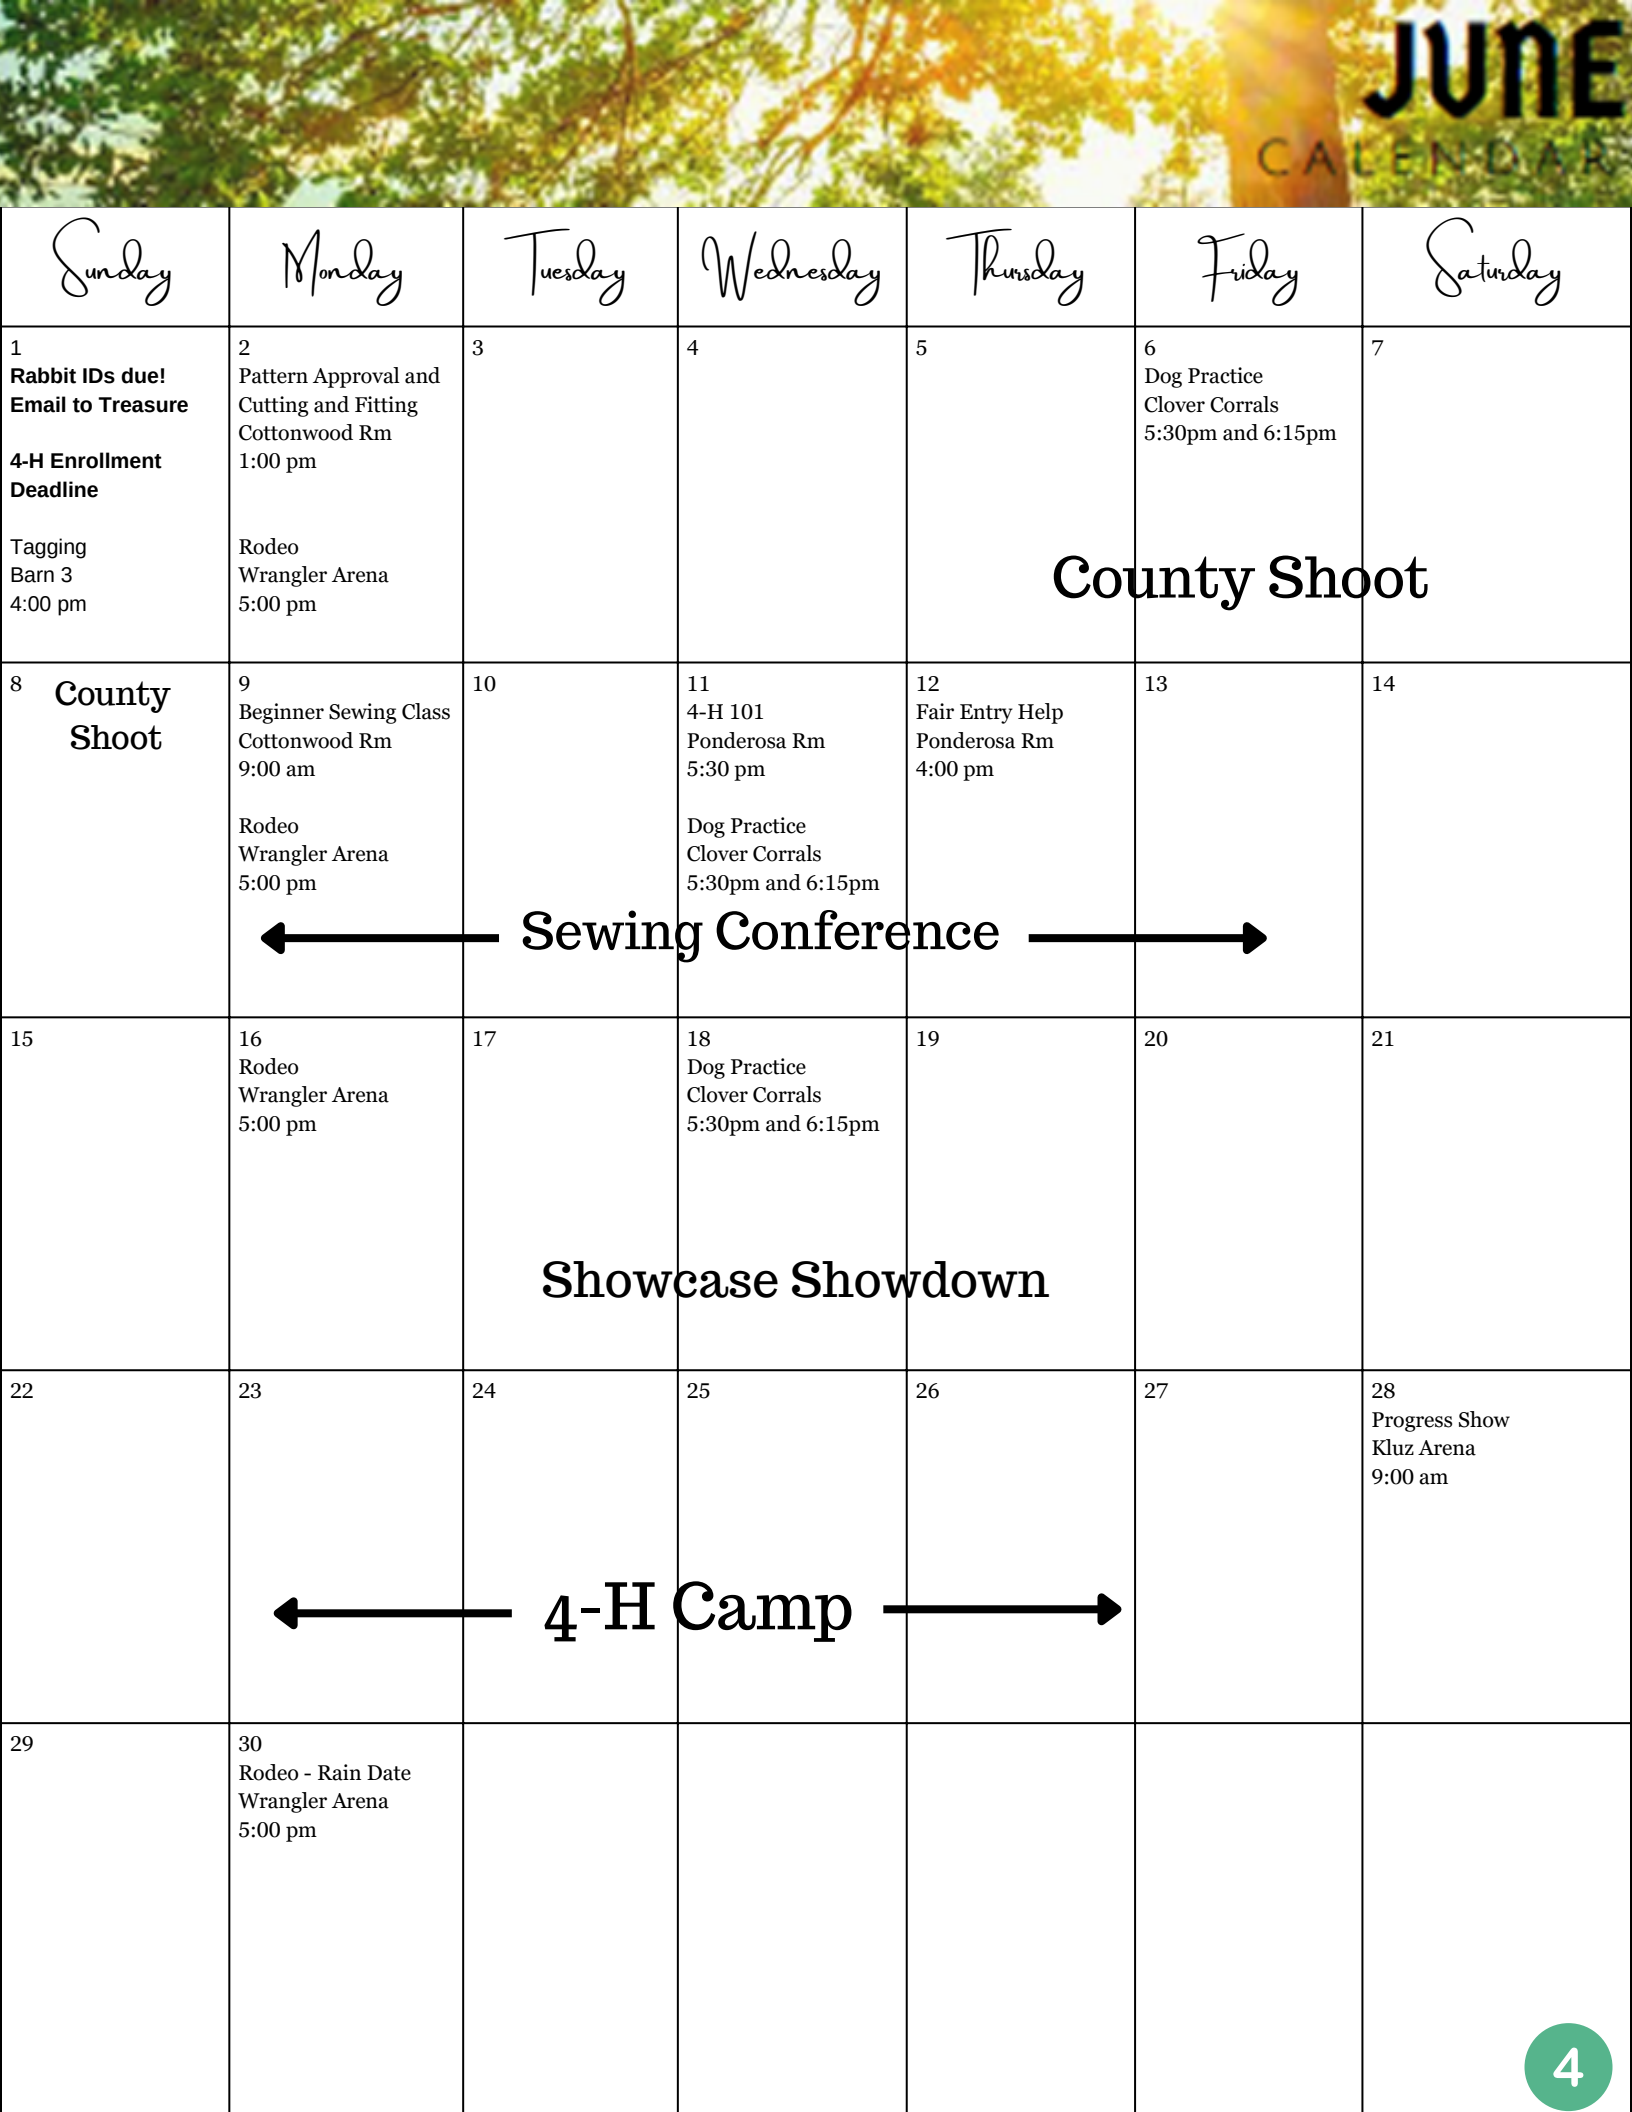 JUNE
CALENDAR
Sunday Monday Tuesday Wednesday Thursday Friday Saturday
1
Rabbit IDs due!
Email to Treasure
4-H Enrollment
Deadline
Tagging
Barn 3
4:00 pm
2
Pattern Approval and
Cutting and Fitting
Cottonwood Rm
1:00 pm
Rodeo
Wrangler Arena
5:00 pm
3
4
5
6
Dog Practice
Clover Corrals
5:30pm and 6:15pm
7
County Shoot
8
County
Shoot
9
Beginner Sewing Class
Cottonwood Rm
9:00 am
Rodeo
Wrangler Arena
5:00 pm
10
11
4-H 101
Ponderosa Rm
5:30 pm
Dog Practice
Clover Corrals
5:30pm and 6:15pm
12
Fair Entry Help
Ponderosa Rm
4:00 pm
13
14
Sewing Conference
15
16
Rodeo
Wrangler Arena
5:00 pm
17
18
Dog Practice
Clover Corrals
5:30pm and 6:15pm
19
20
21
Showcase Showdown
22
23
24
25
26
27
28
Progress Show
Kluz Arena
9:00 am
4-H Camp
29
30
Rodeo - Rain Date
Wrangler Arena
5:00 pm
4